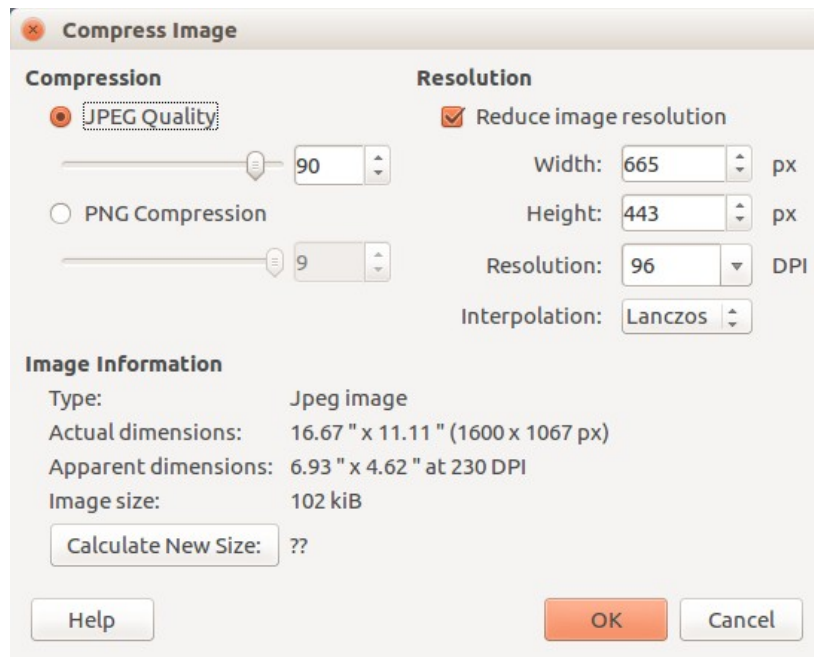 Compress Image
Compression
JPEG Quality
90
PNG Compression
9
Resolution
Reduce image resolution
Width: 665 px
Height: 443 px
Resolution: 96 DPI
Interpolation: Lanczos
Image Information
Type: Jpeg image
Actual dimensions: 16.67 " x 11.11 " (1600 x 1067 px)
Apparent dimensions: 6.93 " x 4.62 " at 230 DPI
Image size: 102 kiB
Calculate New Size: ??
Help OK Cancel